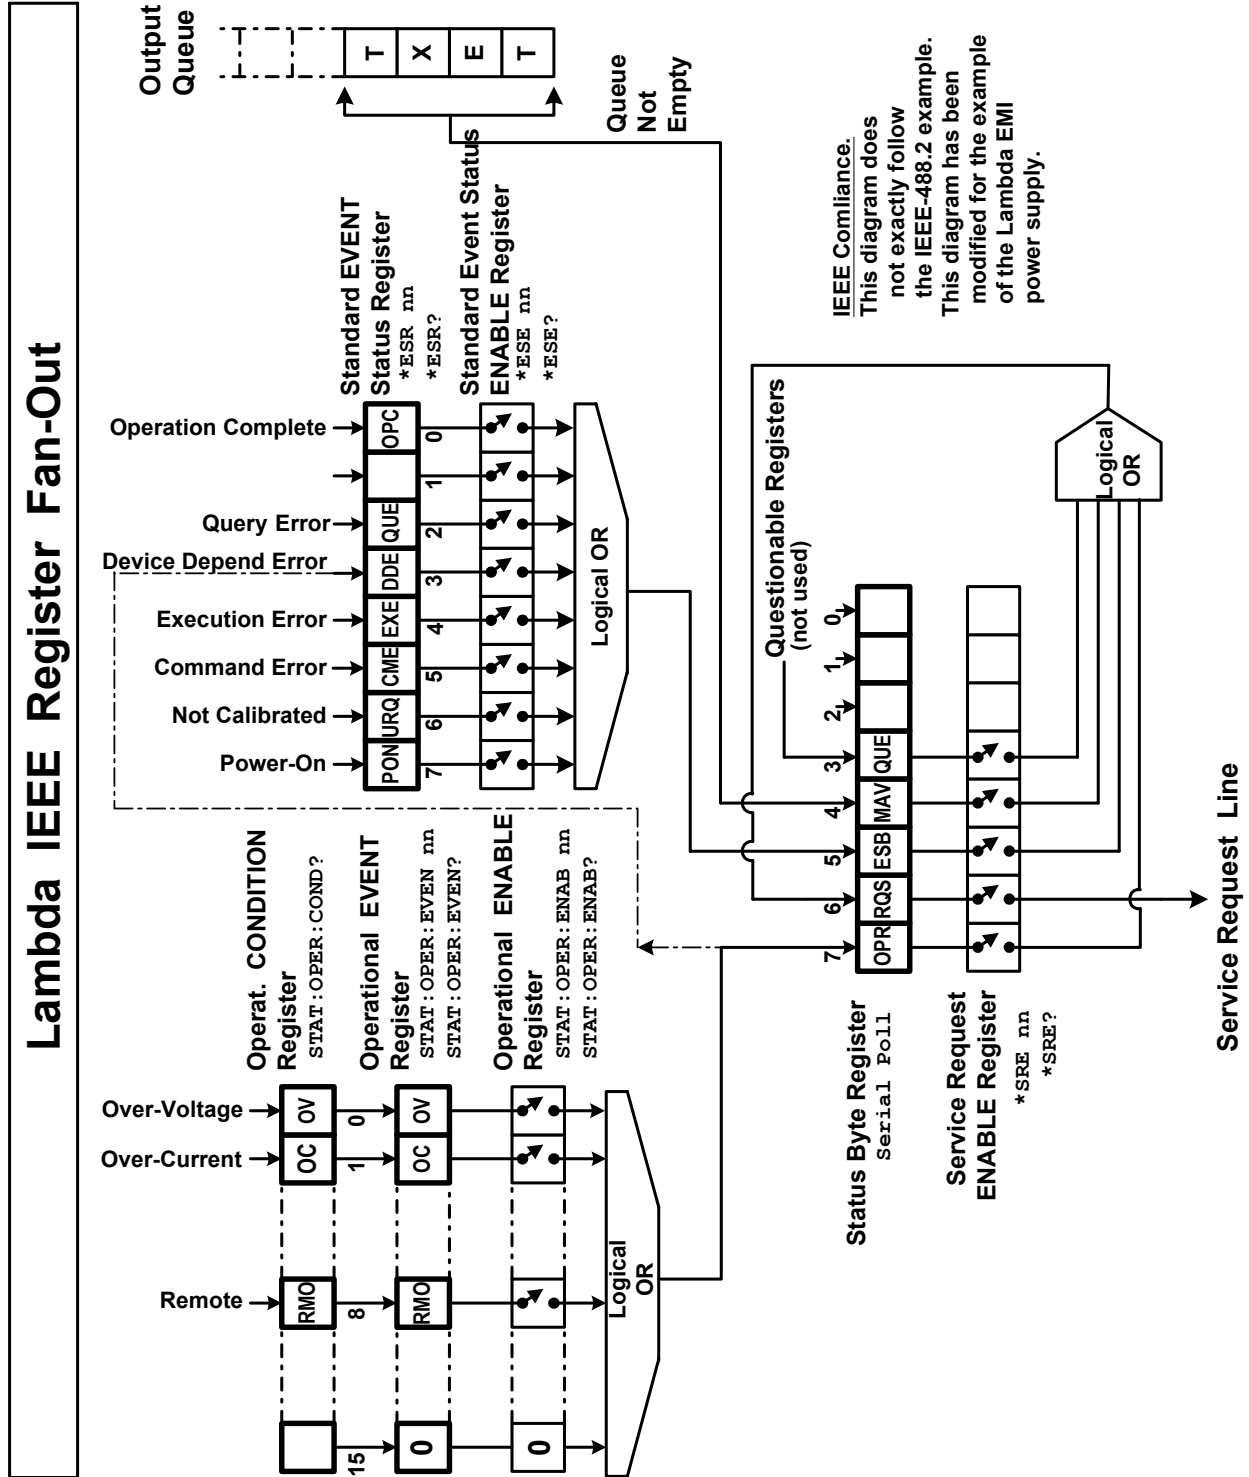 Lambda IEEE Register Fan-Out
Output
Queue
T
X
E
T
Queue
Not
Empty
Standard EVENT
Status Register
*ESR nn
*ESR?
Standard Event Status
ENABLE Register
*ESE nn
*ESE?
Operation Complete
Query Error
Device Depend Error
Execution Error
Command Error
Not Calibrated
Power-On
OPC
QUE
DDE
EXE
CME
URQ
PON
0
1
2
3
4
5
6
7
Logical OR
Operat. CONDITION
Register
STAT:OPER:COND?
Operational EVENT
Register
STAT:OPER:EVEN nn
STAT:OPER:EVEN?
Operational ENABLE
Register
STAT:OPER:ENAB nn
STAT:OPER:ENAB?
Over-Voltage
Over-Current
Remote
OV
OC
RMO
0
1
8
15
OV
OC
RMO
0
0
Logical
OR
IEEE Comliance.
This diagram does
not exactly follow
the IEEE-488.2 example.
This diagram has been
modified for the example
of the Lambda EMI
power supply.
Questionable Registers
(not used)
0
1
2
3
4
5
6
7
QUE
MAV
ESB
RQS
OPR
Logical
OR
Status Byte Register
Serial Poll
Service Request
ENABLE Register
*SRE nn
*SRE?
Service Request Line